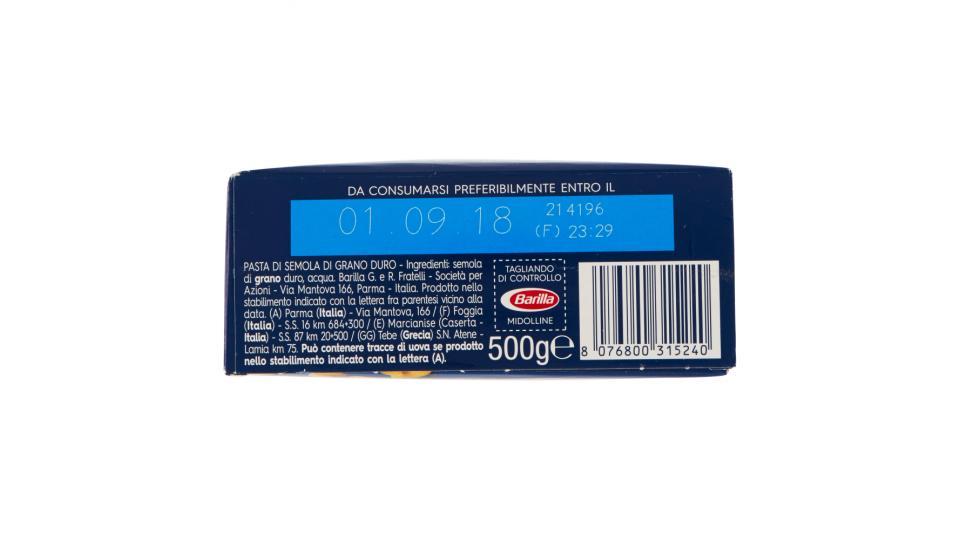 DA CONSUMARSI PREFERIBILMENTE ENTRO IL
01.09.18
214196
(F) 23:29
PASTA DI SEMOLA DI GRANO DURO - Ingredienti: semola
di grano duro, acqua. Barilla G. e R. Fratelli - Società per
Azioni - Via Mantova 166, Parma - Italia. Prodotto nello
stabilimento indicato con la lettera fra parentesi vicino alla
data. (A) Parma (Italia) - Via Mantova, 166 / (F) Foggia
(Italia) - S.S. 16 km 684+300 / (E) Marcianise (Caserta -
Italia) - S.S. 87 km 20+500 / (GG) Tebe (Grecia) S.N. Atene -
Lamia km 75. Può contenere tracce di uova se prodotto
nello stabilimento indicato con la lettera (A).
TAGLIANDO
DI CONTROLLO
Barilla
MIDOLLINE
500g℮
8 076800 315240